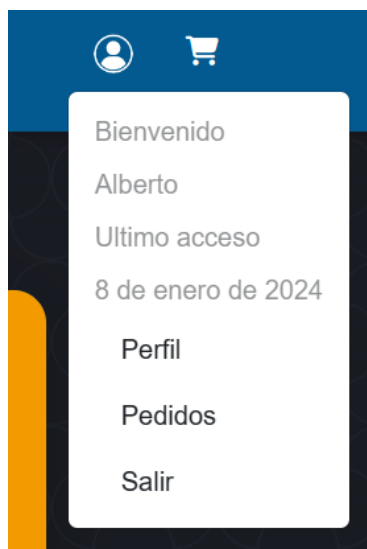 Bienvenido
Alberto
Ultimo acceso
8 de enero de 2024
Perfil
Pedidos
Salir